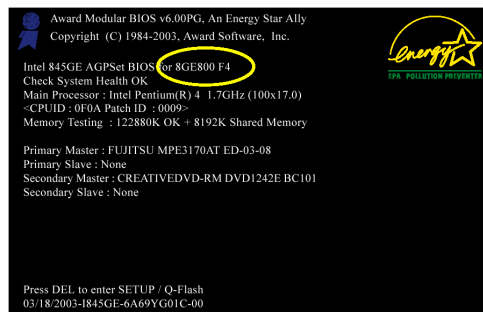 Award Modular BIOS v6.00PG, An Energy Star Ally
Copyright (C) 1984-2003, Award Software, Inc.
energy
EPA POLLUTION PREVENTER
Intel 845GE AGPSet BIOS for 8GE800 F4
Check System Health OK
Main Processor : Intel Pentium(R) 4 1.7GHz (100x17.0)
<CPUID : 0F0A Patch ID : 0009>
Memory Testing : 122880K OK + 8192K Shared Memory
Primary Master : FUJITSU MPE3170AT ED-03-08
Primary Slave : None
Secondary Master : CREATIVEDVD-RM DVD1242E BC101
Secondary Slave : None
Press DEL to enter SETUP / Q-Flash
03/18/2003-I845GE-6A69YG01C-00